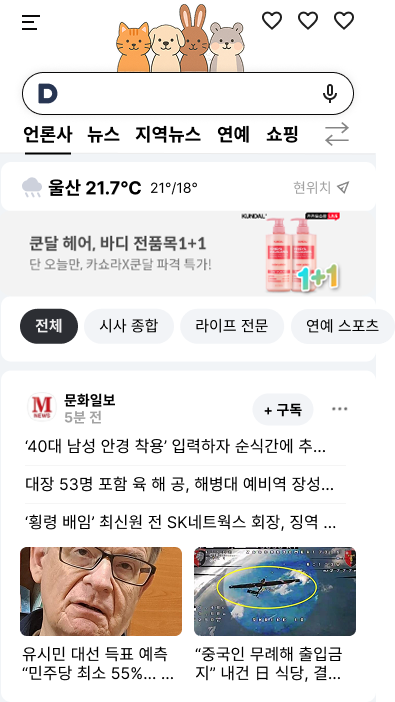 D
언론사 뉴스 지역뉴스 연예 쇼핑
울산 21.7°C 21°/18° 현위치
KUNDAL
쿤달 헤어, 바디 전품목1+1
단 오늘만, 카쇼라X쿤달 파격 특가!
1+1
전체 시사 종합 라이프 전문 연예 스포츠
M
NEWS
문화일보
5분 전
+ 구독
‘40대 남성 안경 착용’ 입력하자 순식간에 추...
대장 53명 포함 육 해 공, 해병대 예비역 장성...
‘횡령 배임’ 최신원 전 SK네트웍스 회장, 징역 ...
유시민 대선 득표 예측
“민주당 최소 55%... ...
“중국인 무례해 출입금
지” 내건 日 식당, 결...